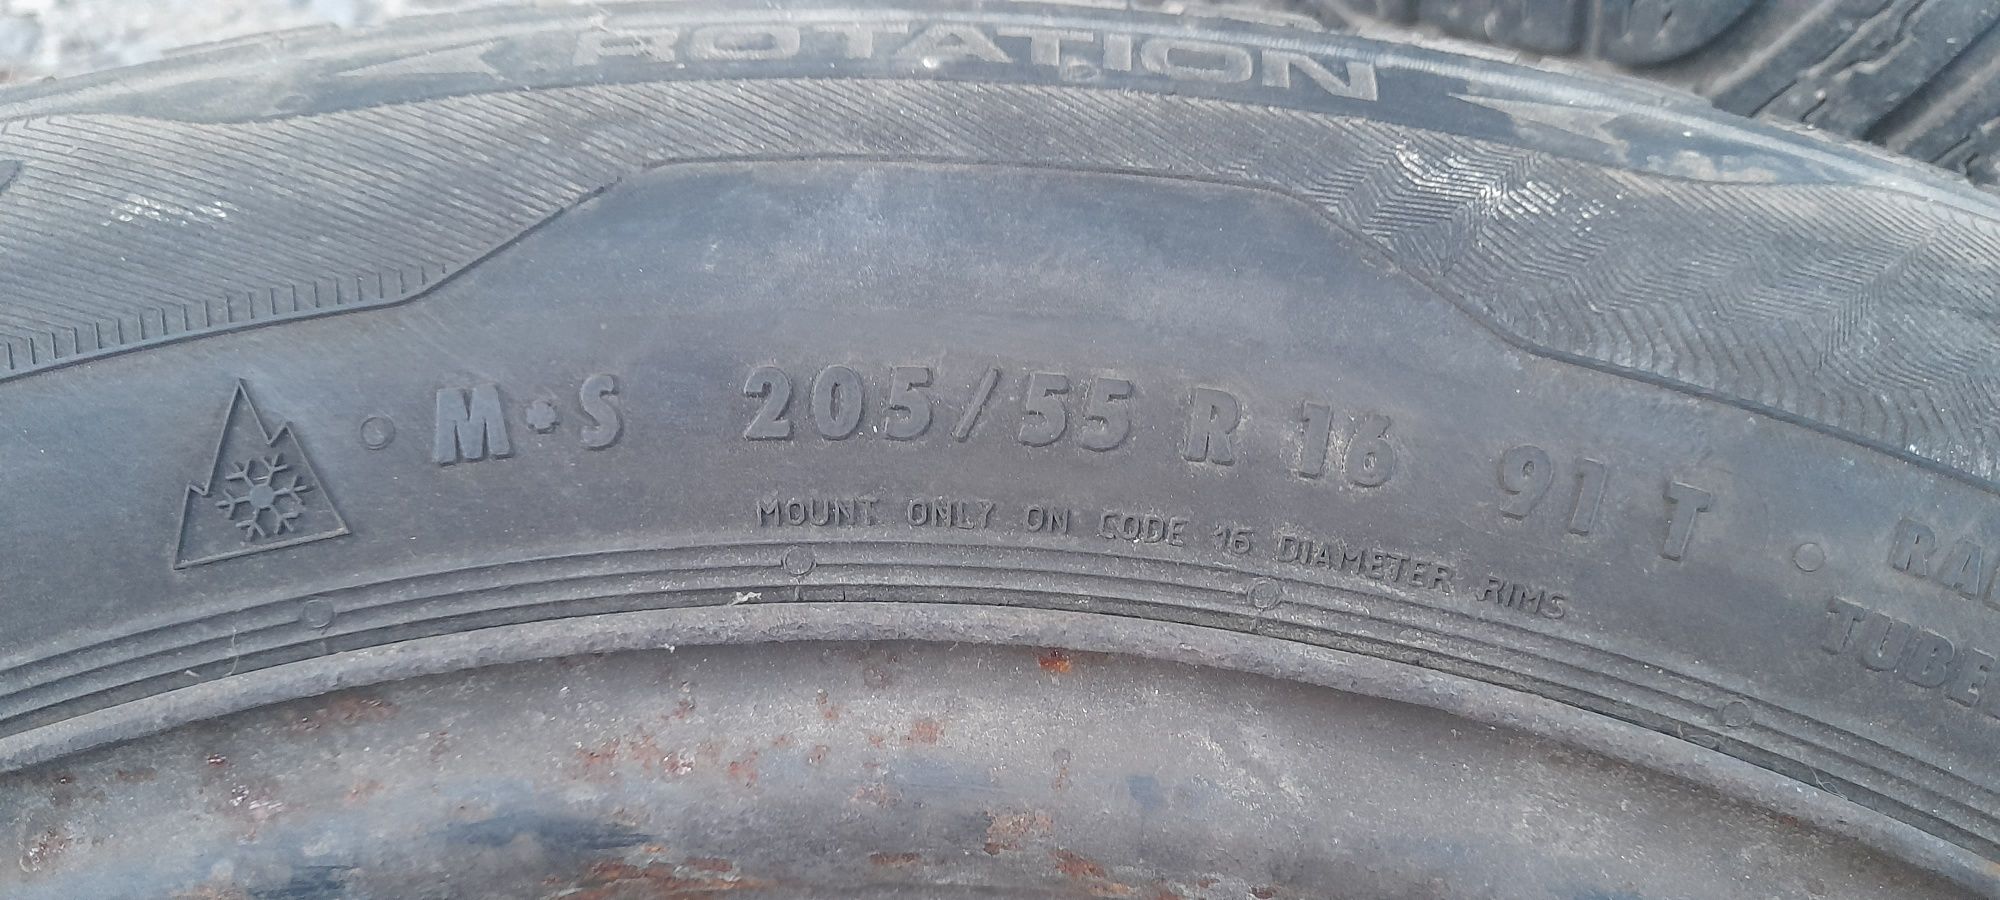 ROTATION
M+S 205/55 R 16 91 T
MOUNT ONLY ON CODE 16 DIAMETER RIMS